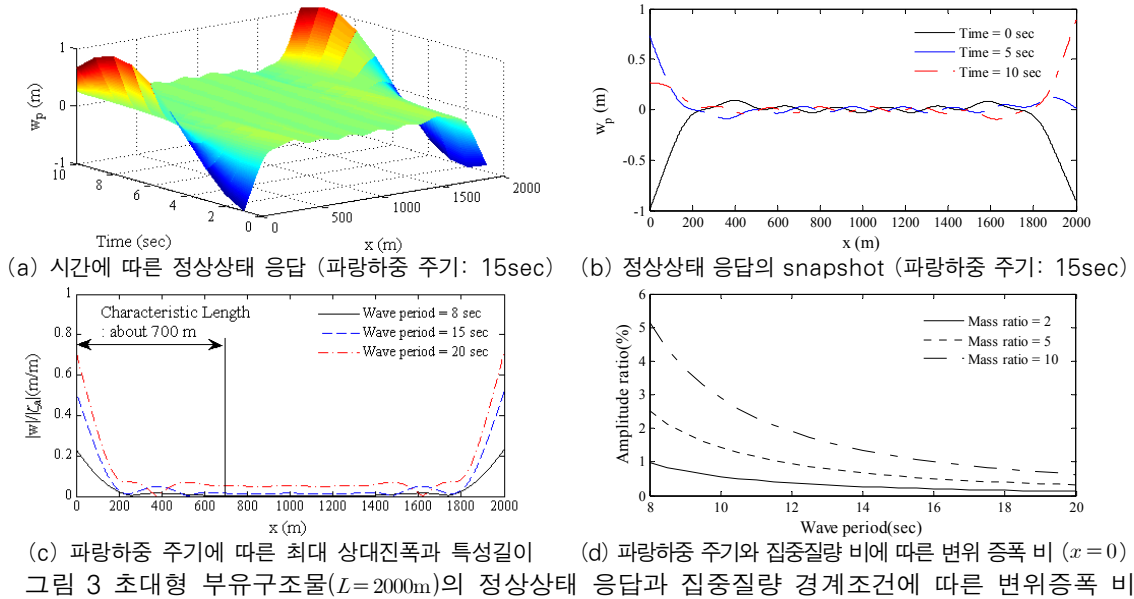 1
0
-1
w_p (m)
10
8
6
4
2
0
Time (sec)
0
500
1000
1500
2000
x (m)
(a) 시간에 따른 정상상태 응답 (파랑하중 주기: 15sec)
1
0.5
0
-0.5
-1
w_p (m)
Time = 0 sec
Time = 5 sec
Time = 10 sec
0 200 400 600 800 1000 1200 1400 1600 1800 2000
x (m)
(b) 정상상태 응답의 snapshot (파랑하중 주기: 15sec)
1
0.8
0.6
0.4
0.2
0
|w|/|ζ_a|(m/m)
Characteristic Length
: about 700 m
Wave period = 8 sec
Wave period = 15 sec
Wave period = 20 sec
0 200 400 600 800 1000 1200 1400 1600 1800 2000
x (m)
(c) 파랑하중 주기에 따른 최대 상대진폭과 특성길이
6
5
4
3
2
1
0
Amplitude ratio(%)
Mass ratio = 2
Mass ratio = 5
Mass ratio = 10
8 10 12 14 16 18 20
Wave period(sec)
(d) 파랑하중 주기와 집중질량 비에 따른 변위 증폭 비 (x=0)
그림 3 초대형 부유구조물(L=2000m)의 정상상태 응답과 집중질량 경계조건에 따른 변위증폭 비